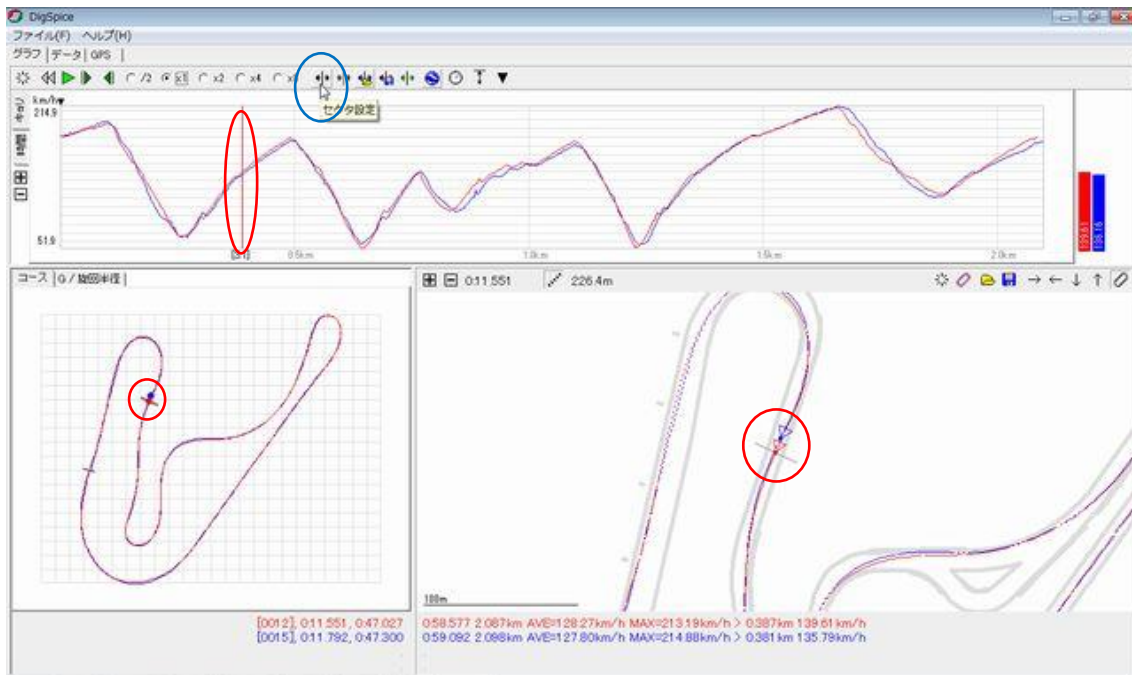 DigSpice
ファイル(F) ヘルプ(H)
グラフ データ GPS
/2 x1 x2 x4
セクタ設定
km/h
214.9
51.9
0.5km 1.0km 1.5km 2.0km
139.61
コース G / 旋回半径
0:11.551 226.4m
100m
[0012], 0:11.551, 0:47.027
[0015], 0:11.792, 0:47.300
0:58.577 2.087km AVE=128.27km/h MAX=213.19km/h > 0.387km 139.61km/h
0:59.092 2.098km AVE=127.80km/h MAX=214.88km/h > 0.381km 135.79km/h